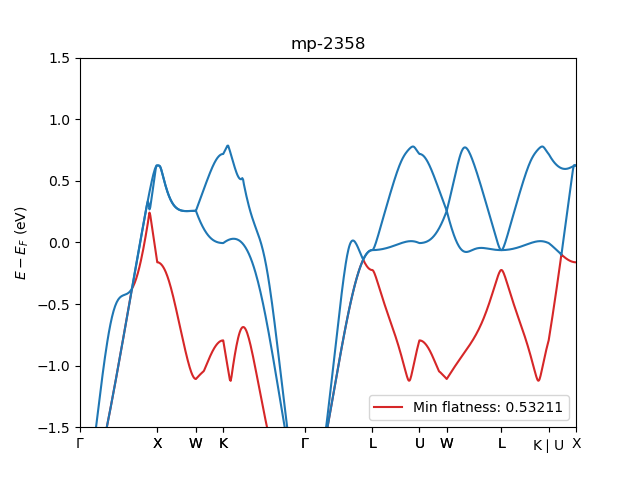 mp-2358
E − E_F (eV)
1.5
1.0
0.5
0.0
−0.5
−1.0
−1.5
Min flatness: 0.53211
Γ X W K Γ L U W L K | U X